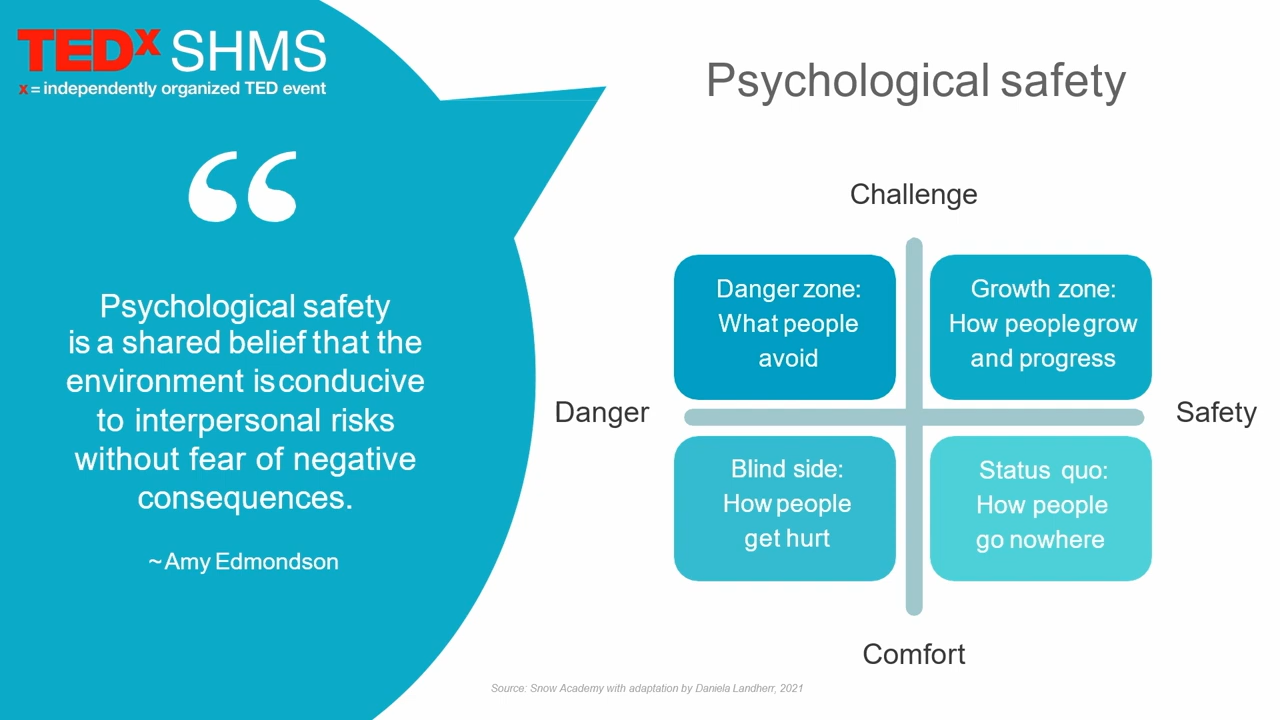 TEDx SHMS
x = independently organized TED event
“
Psychological safety
is a shared belief that the
environment is conducive
to interpersonal risks
without fear of negative
consequences.
~ Amy Edmondson
Psychological safety
Challenge
Danger zone:
What people
avoid
Growth zone:
How people grow
and progress
Danger
Safety
Blind side:
How people
get hurt
Status quo:
How people
go nowhere
Comfort
Source: Snow Academy with adaptation by Daniela Landherr, 2021